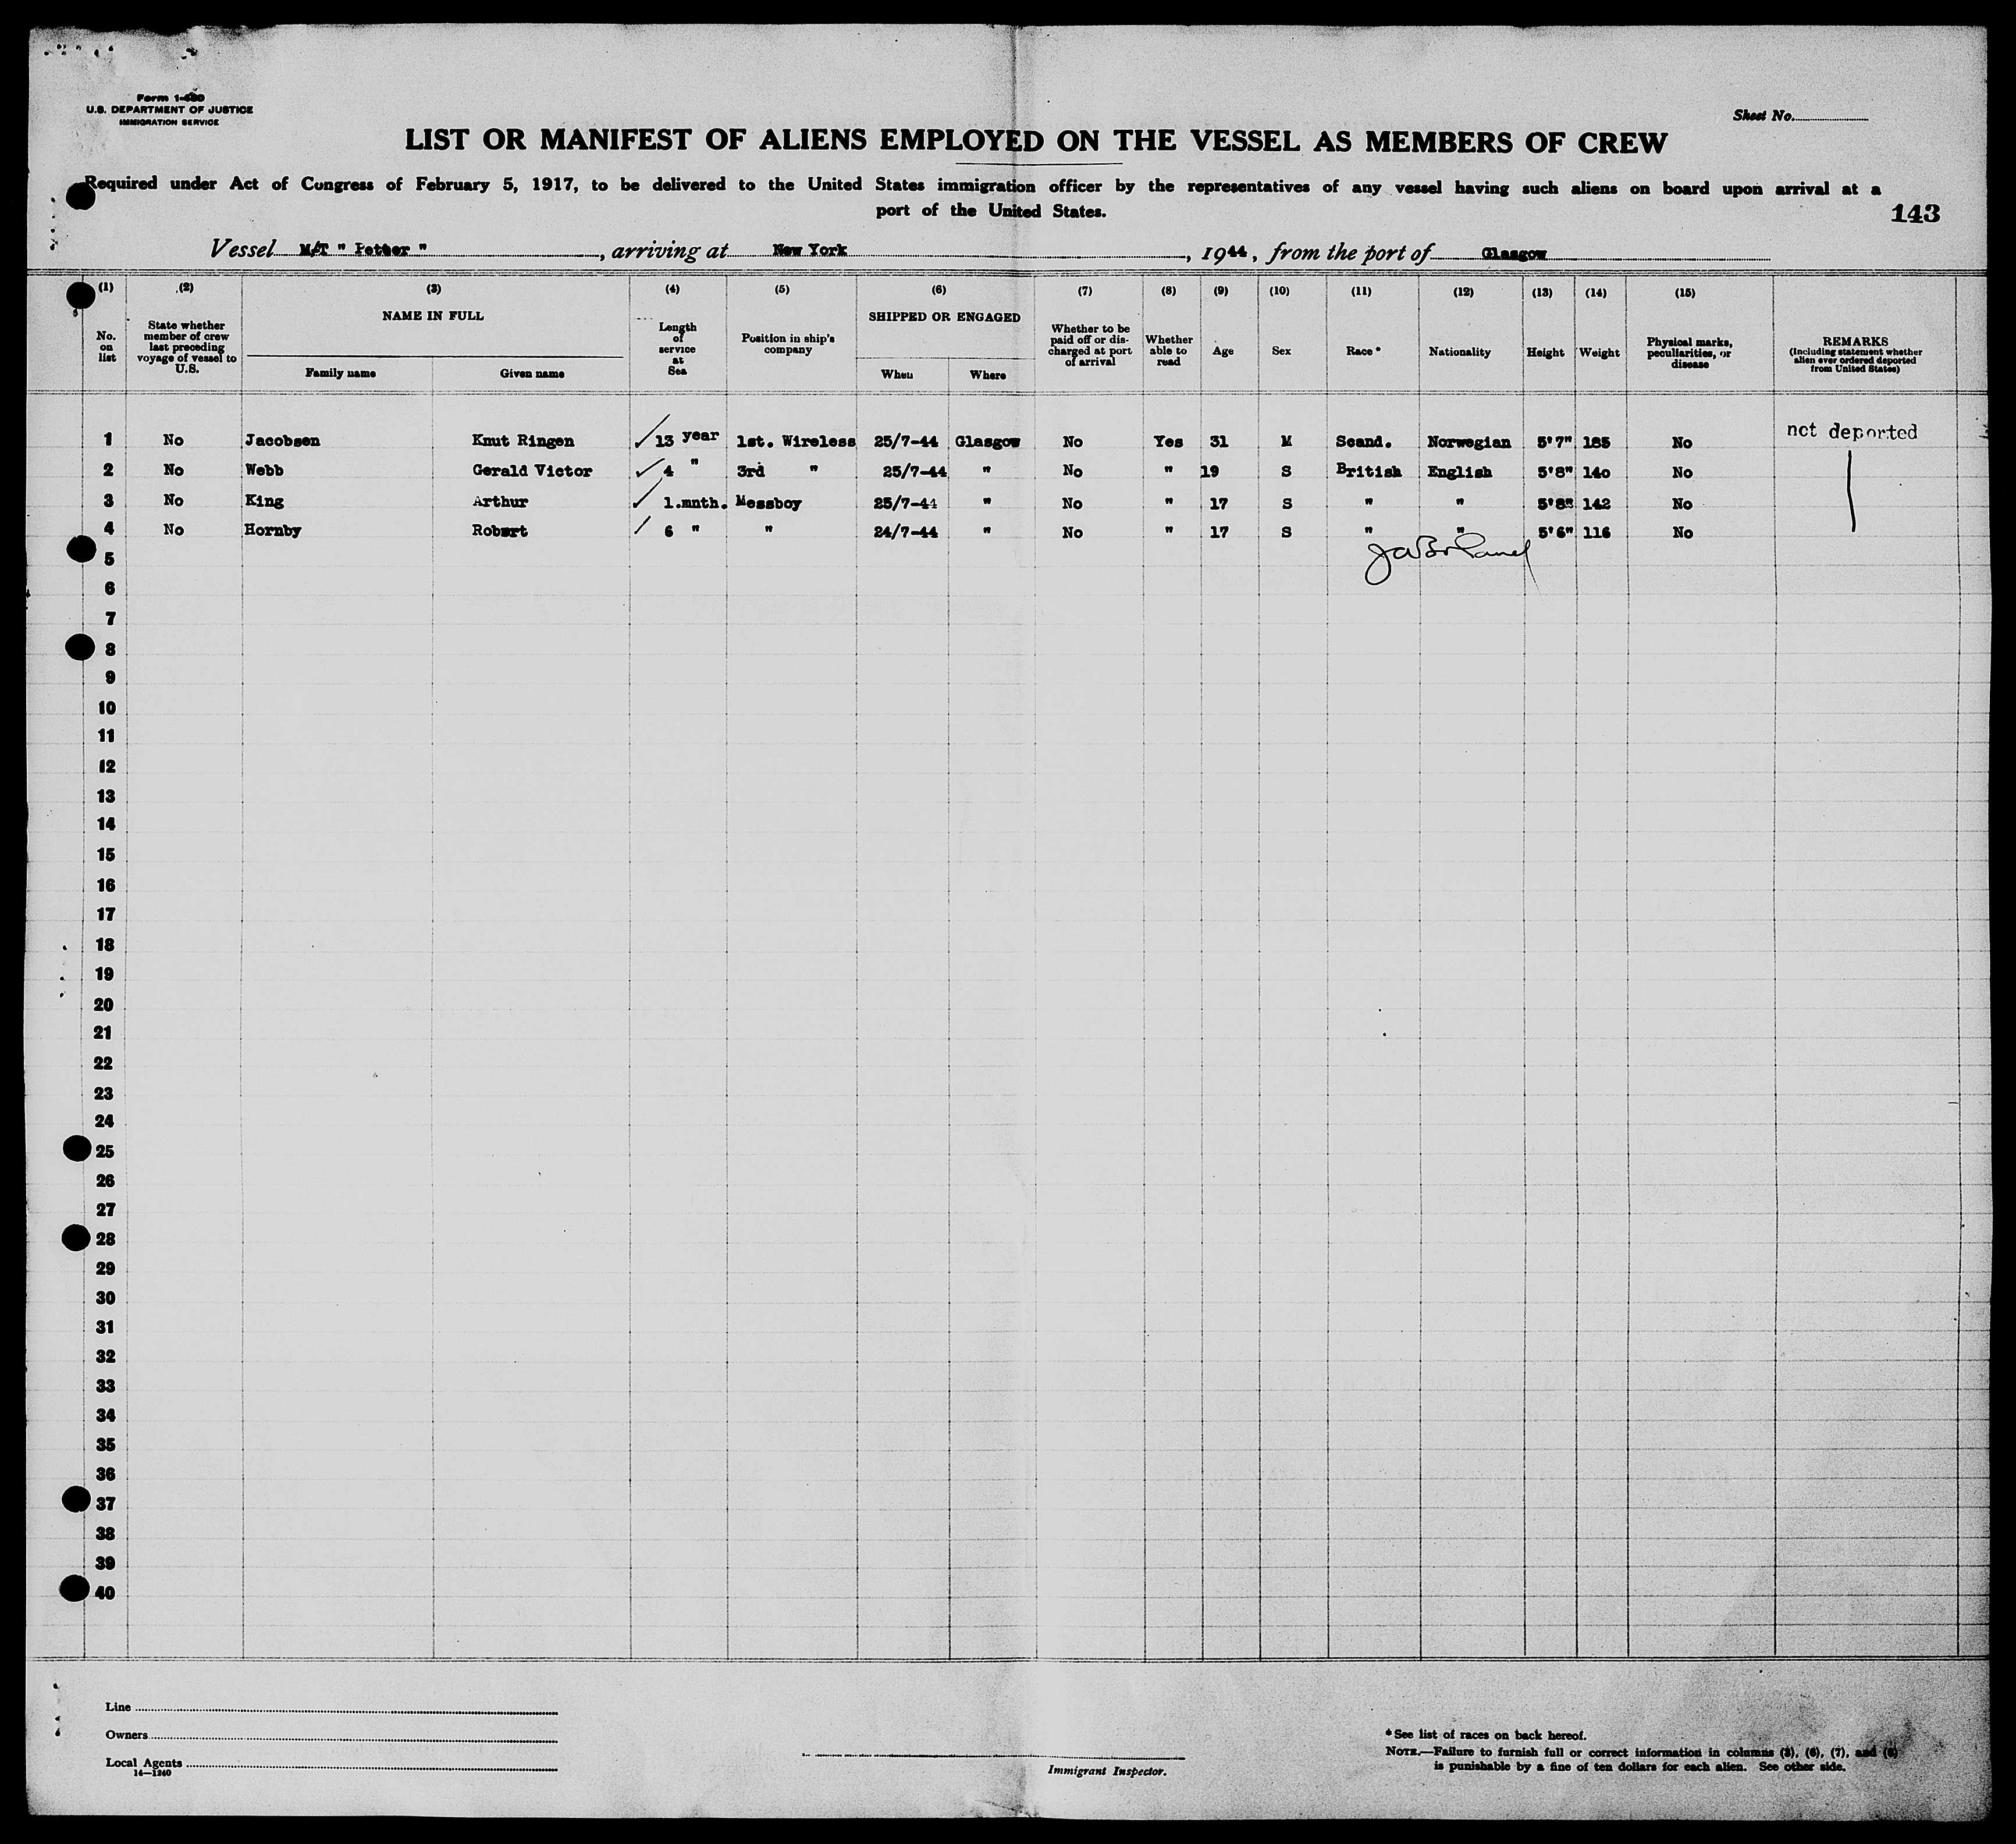 Form 1-480
U.S. DEPARTMENT OF JUSTICE
IMMIGRATION SERVICE
Sheet No.
LIST OR MANIFEST OF ALIENS EMPLOYED ON THE VESSEL AS MEMBERS OF CREW
Required under Act of Congress of February 5, 1917, to be delivered to the United States immigration officer by the representatives of any vessel having such aliens on board upon arrival at a
port of the United States.
143
Vessel M/T " Petter " , arriving at New York , 1944, from the port of Glasgow
(1) (2) (3) (4) (5) (6) (7) (8) (9) (10) (11) (12) (13) (14) (15)
No. on list
State whether member of crew last preceding voyage of vessel to U.S.
NAME IN FULL
Family name Given name
Length of service at Sea
Position in ship's company
SHIPPED OR ENGAGED
When Where
Whether to be paid off or discharged at port of arrival
Whether able to read
Age
Sex
Race *
Nationality
Height
Weight
Physical marks, peculiarities, or disease
REMARKS
(Including statement whether alien ever ordered deported from United States)
1 No Jacobsen Knut Ringen 13 year 1st. Wireless 25/7-44 Glasgow No Yes 31 M Scand. Norwegian 5'7" 185 No not deported
2 No Webb Gerald Victor 4 " 3rd " 25/7-44 " No " 19 S British English 5'8" 140 No
3 No King Arthur 1.mnth. Messboy 25/7-44 " No " 17 S " " 5'8" 142 No
4 No Hornby Robert 6 " " 24/7-44 " No " 17 S " " 5'6" 116 No
5
6
7
8
9
10
11
12
13
14
15
16
17
18
19
20
21
22
23
24
25
26
27
28
29
30
31
32
33
34
35
36
37
38
39
40
Line
Owners
Local Agents
14—1240
Immigrant Inspector.
* See list of races on back hereof.
NOTE.—Failure to furnish full or correct information in columns (3), (6), (7), and (8)
is punishable by a fine of ten dollars for each alien. See other side.